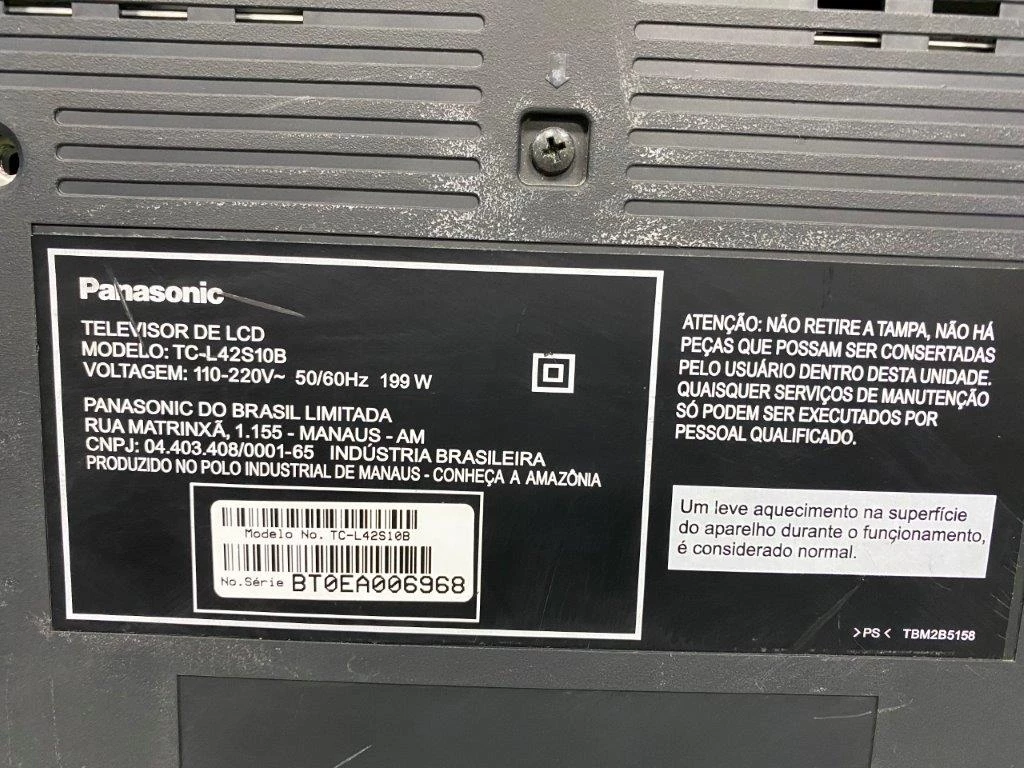 Panasonic
TELEVISOR DE LCD
MODELO: TC-L42S10B
VOLTAGEM: 110-220V~ 50/60Hz 199 W
PANASONIC DO BRASIL LIMITADA
RUA MATRINXÃ, 1.155 - MANAUS - AM
CNPJ: 04.403.408/0001-65 INDÚSTRIA BRASILEIRA
PRODUZIDO NO POLO INDUSTRIAL DE MANAUS - CONHEÇA A AMAZÔNIA
Modelo No. TC-L42S10B
No.Série BT0EA006968
ATENÇÃO: NÃO RETIRE A TAMPA, NÃO HÁ
PEÇAS QUE POSSAM SER CONSERTADAS
PELO USUÁRIO DENTRO DESTA UNIDADE.
QUAISQUER SERVIÇOS DE MANUTENÇÃO
SÓ PODEM SER EXECUTADOS POR
PESSOAL QUALIFICADO.
Um leve aquecimento na superfície
do aparelho durante o funçionamento,
é considerado normal.
>PS< TBM2B5158